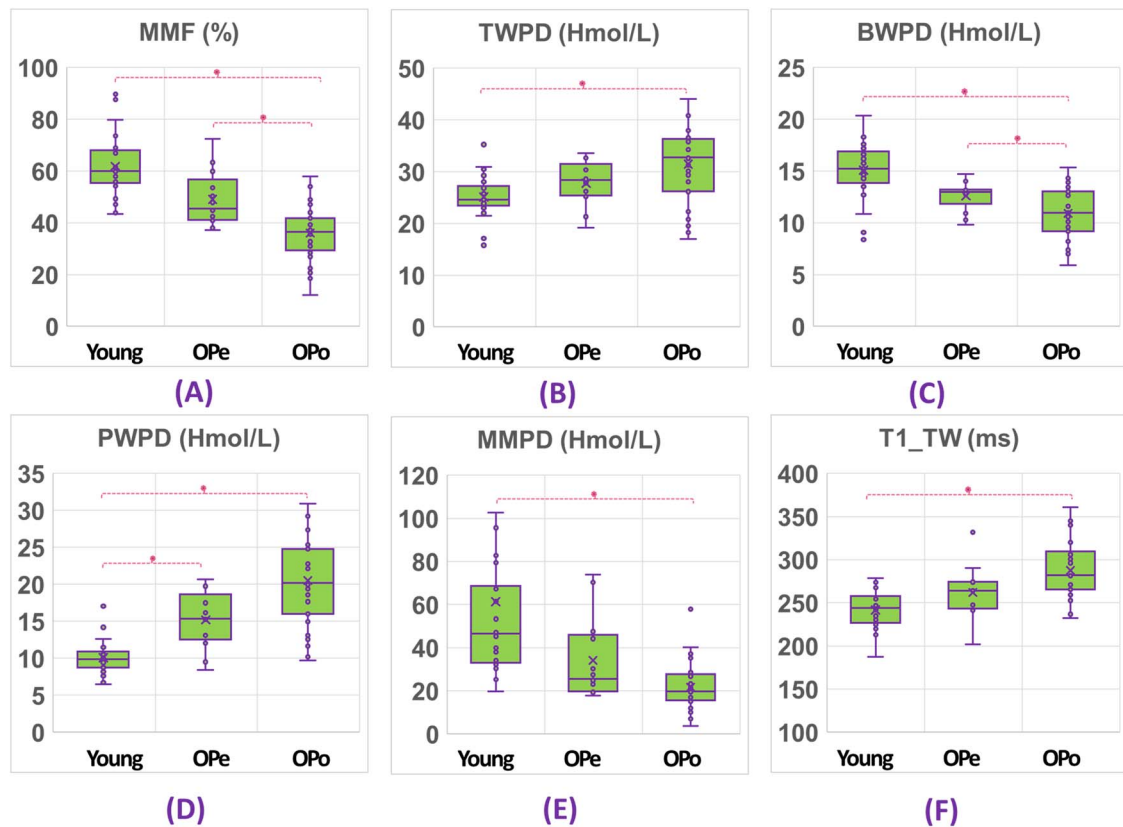 MMF (%)
100
80
60
40
20
0
Young OPe OPo
(A)
TWPD (Hmol/L)
50
40
30
20
10
0
Young OPe OPo
(B)
BWPD (Hmol/L)
25
20
15
10
5
0
Young OPe OPo
(C)
PWPD (Hmol/L)
35
30
25
20
15
10
5
0
Young OPe OPo
(D)
MMPD (Hmol/L)
120
100
80
60
40
20
0
Young OPe OPo
(E)
T1_TW (ms)
400
350
300
250
200
150
100
Young OPe OPo
(F)